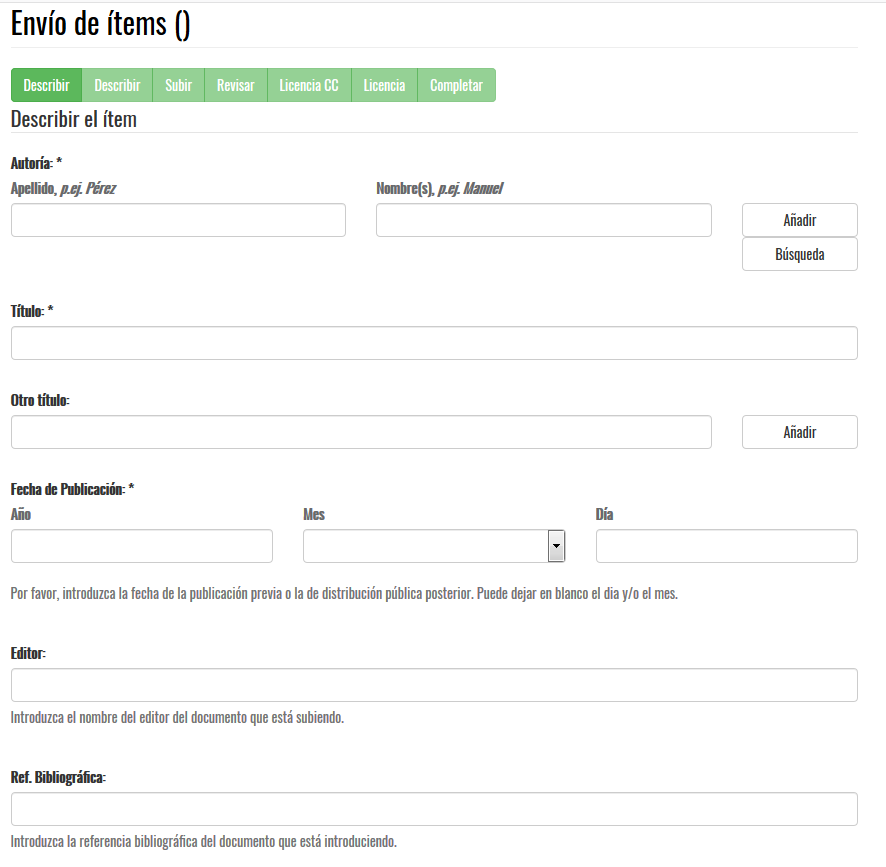 Envío de ítems ()
Describir Describir Subir Revisar Licencia CC Licencia Completar
Describir el ítem
Autoría: *
Apellido, p.ej. Pérez Nombre(s), p.ej. Manuel
Añadir
Búsqueda
Título: *
Otro título:
Añadir
Fecha de Publicación: *
Año Mes Día
Por favor, introduzca la fecha de la publicación previa o la de distribución pública posterior. Puede dejar en blanco el dia y/o el mes.
Editor:
Introduzca el nombre del editor del documento que está subiendo.
Ref. Bibliográfica:
Introduzca la referencia bibliográfica del documento que está introduciendo.